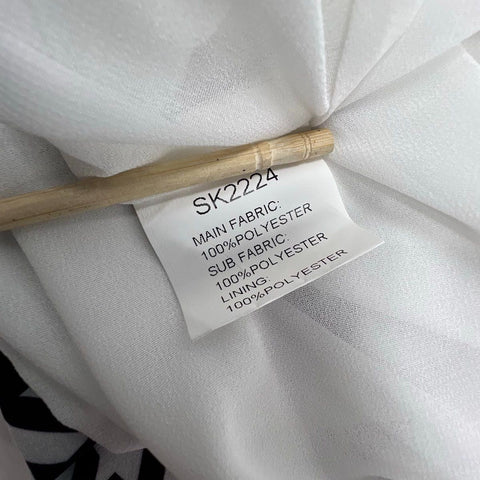 SK2224
MAIN FABRIC:
100%POLYESTER
SUB FABRIC:
100%POLYESTER
LINING:
100%POLYESTER